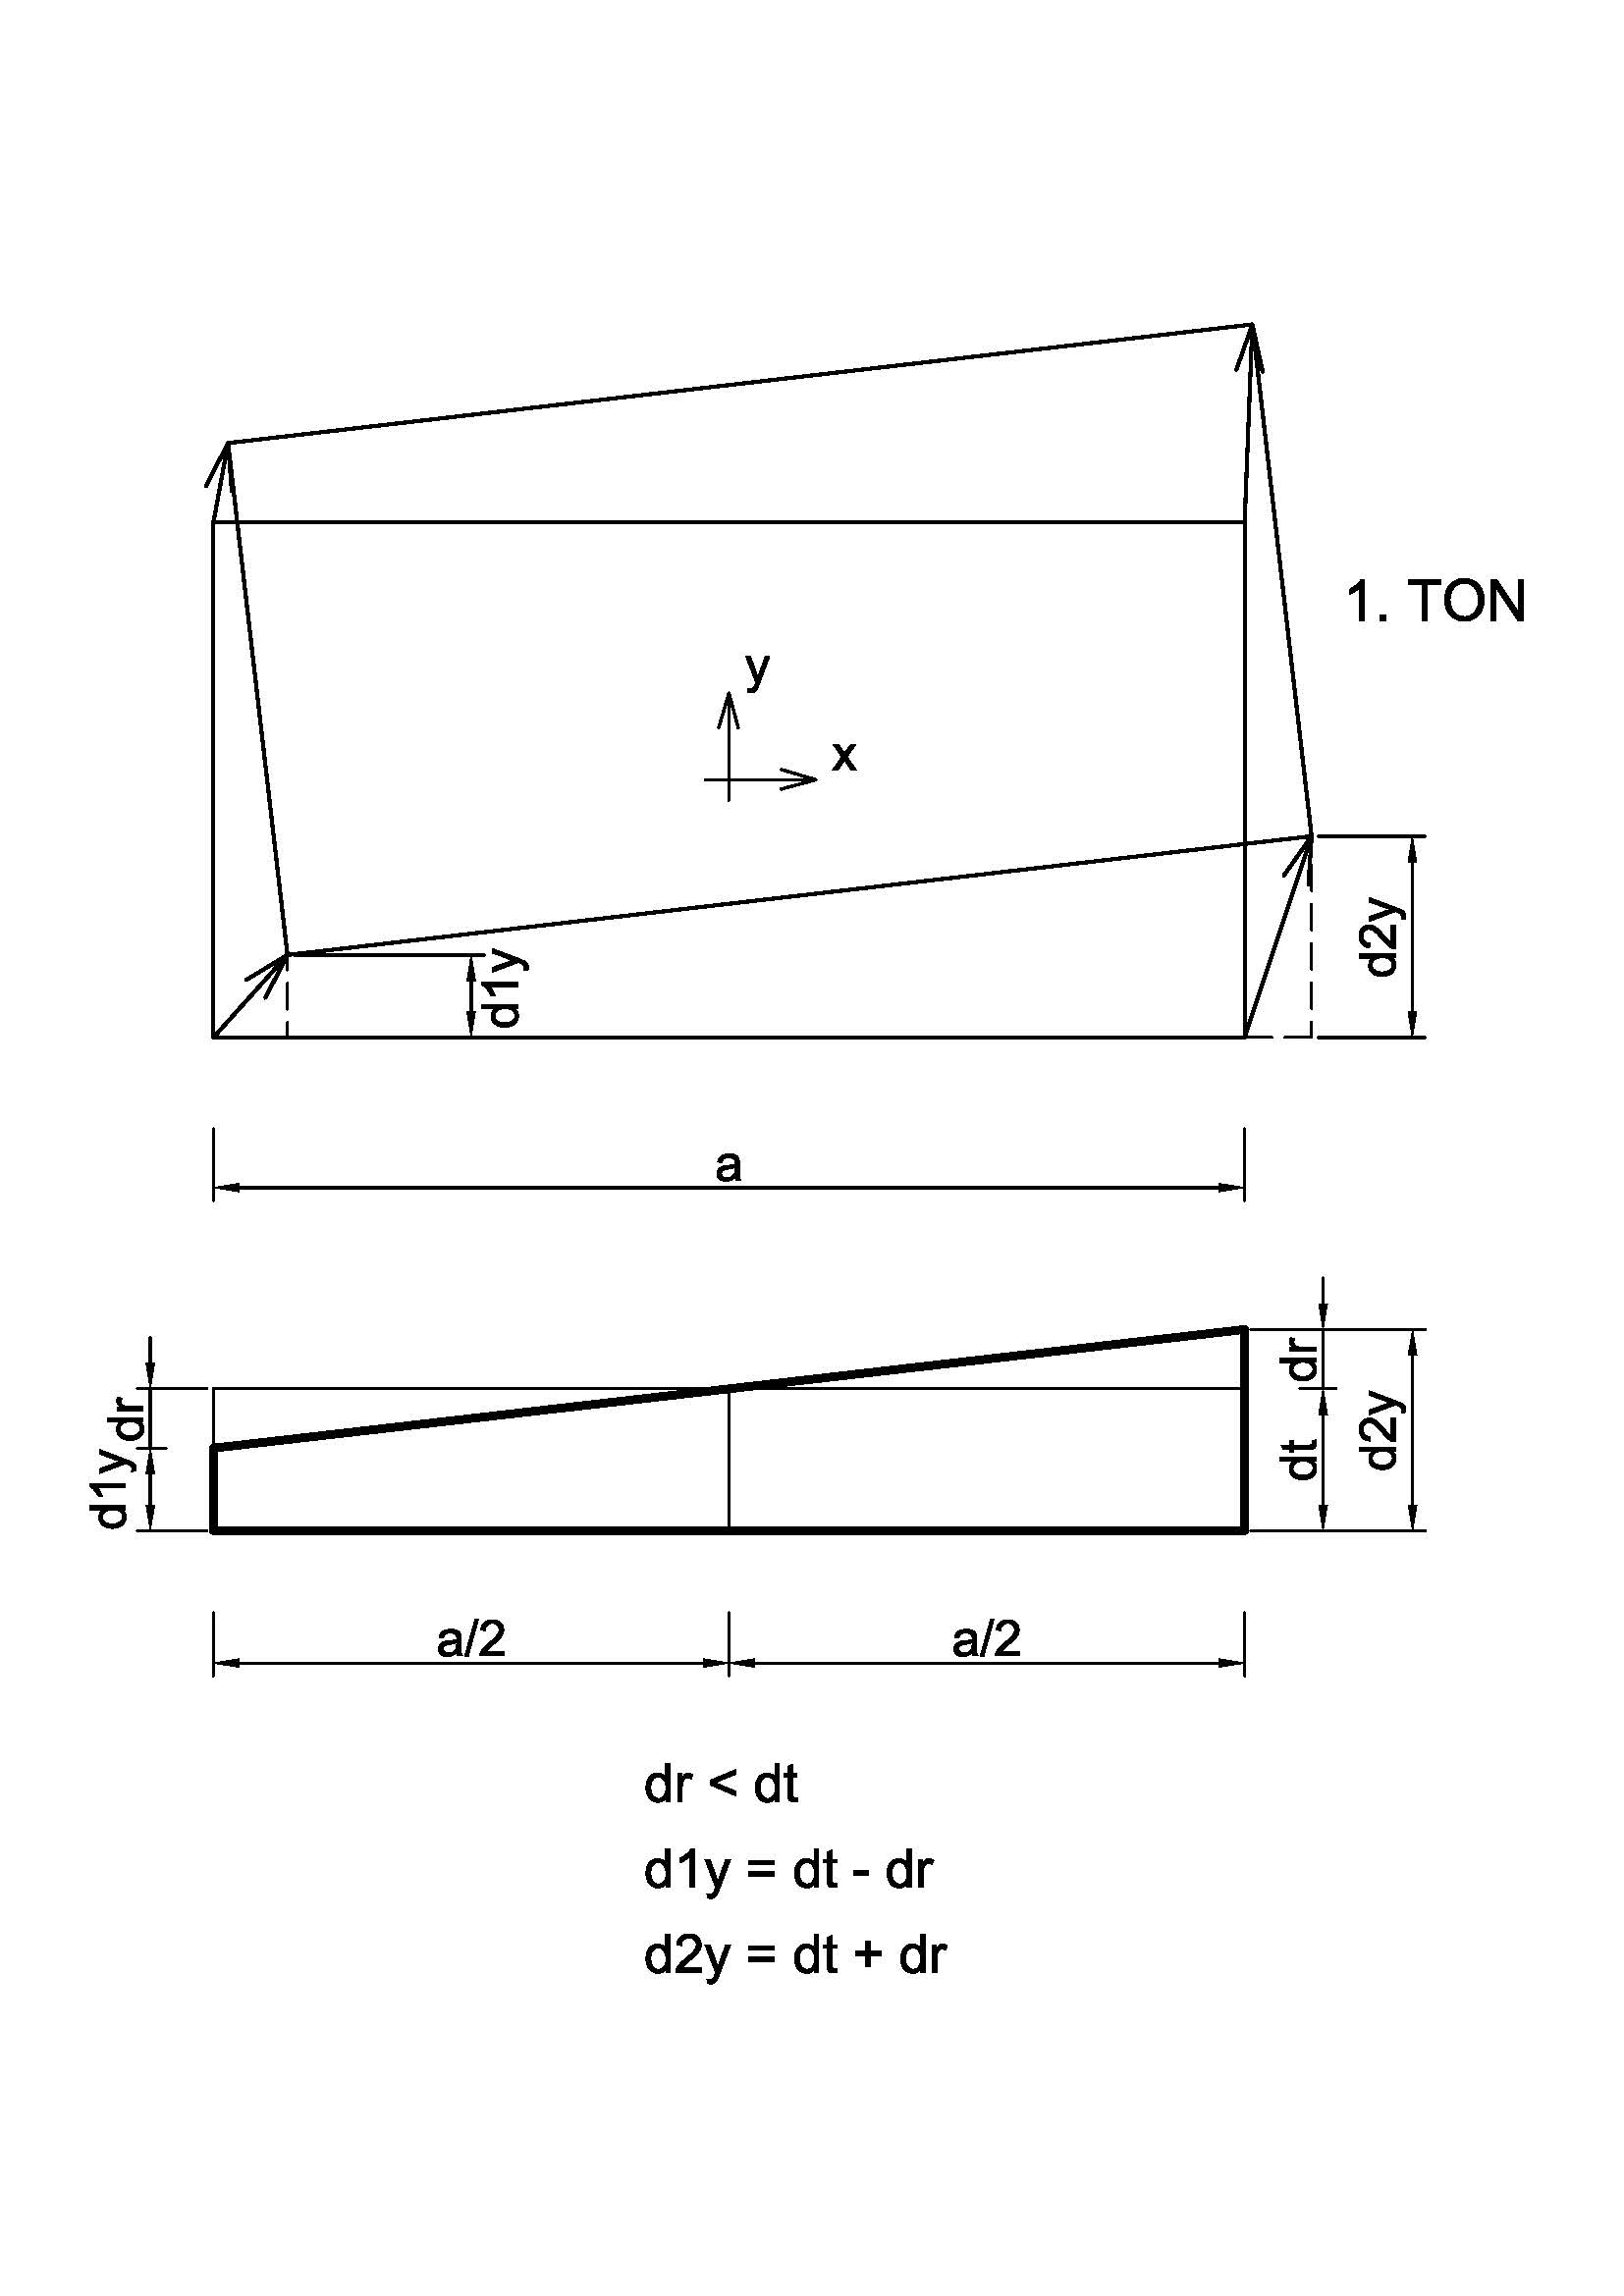 1. TON
y
x
d1y
d2y
a
dr
d1y
dr
dt
d2y
a/2
a/2
dr < dt
d1y = dt - dr
d2y = dt + dr